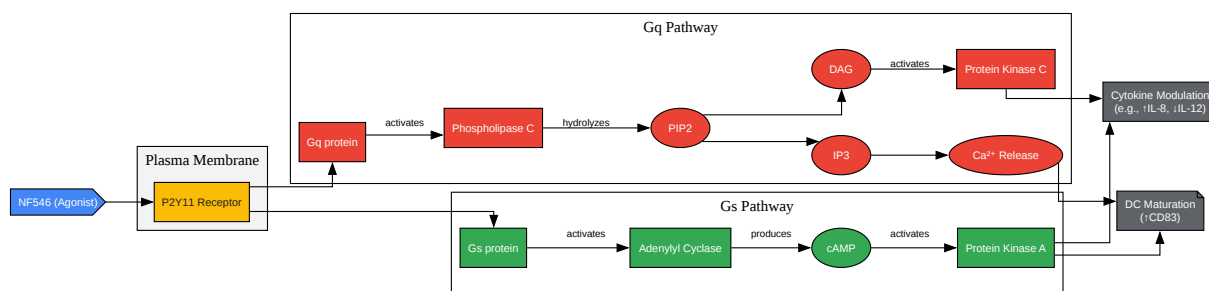 Gq Pathway
DAG
activates
Protein Kinase C
Cytokine Modulation
(e.g., ↑IL-8, ↓IL-12)
Gq protein
activates
Phospholipase C
hydrolyzes
PIP2
IP3
Ca²⁺ Release
Plasma Membrane
NF546 (Agonist)
P2Y11 Receptor
Gs Pathway
DC Maturation
(↑CD83)
Gs protein
activates
Adenylyl Cyclase
produces
cAMP
activates
Protein Kinase A